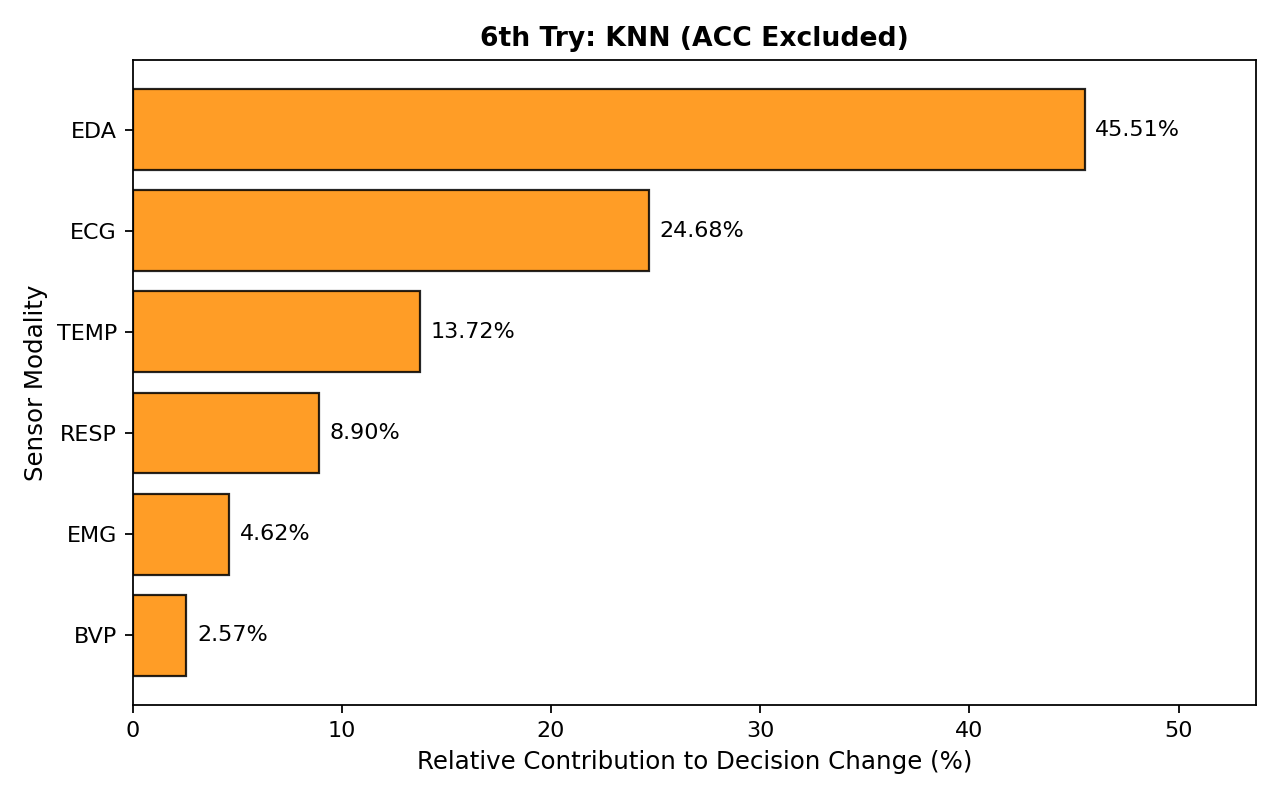 6th Try: KNN (ACC Excluded)
EDA
45.51%
ECG
24.68%
TEMP
13.72%
RESP
8.90%
EMG
4.62%
BVP
2.57%
Sensor Modality
0 10 20 30 40 50
Relative Contribution to Decision Change (%)